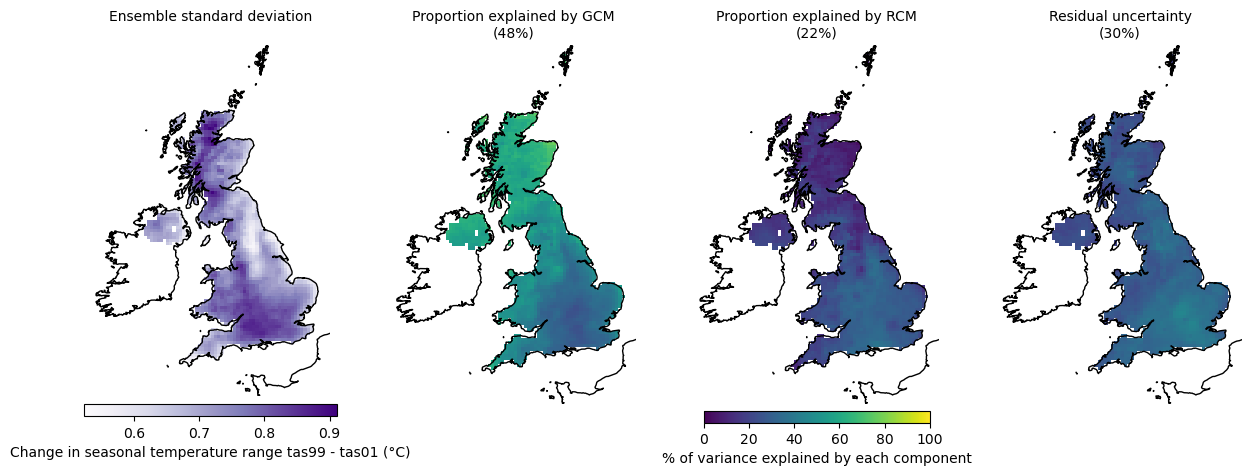 Ensemble standard deviation
Proportion explained by GCM
(48%)
Proportion explained by RCM
(22%)
Residual uncertainty
(30%)
0.6 0.7 0.8 0.9
Change in seasonal temperature range tas99 - tas01 (°C)
0 20 40 60 80 100
% of variance explained by each component